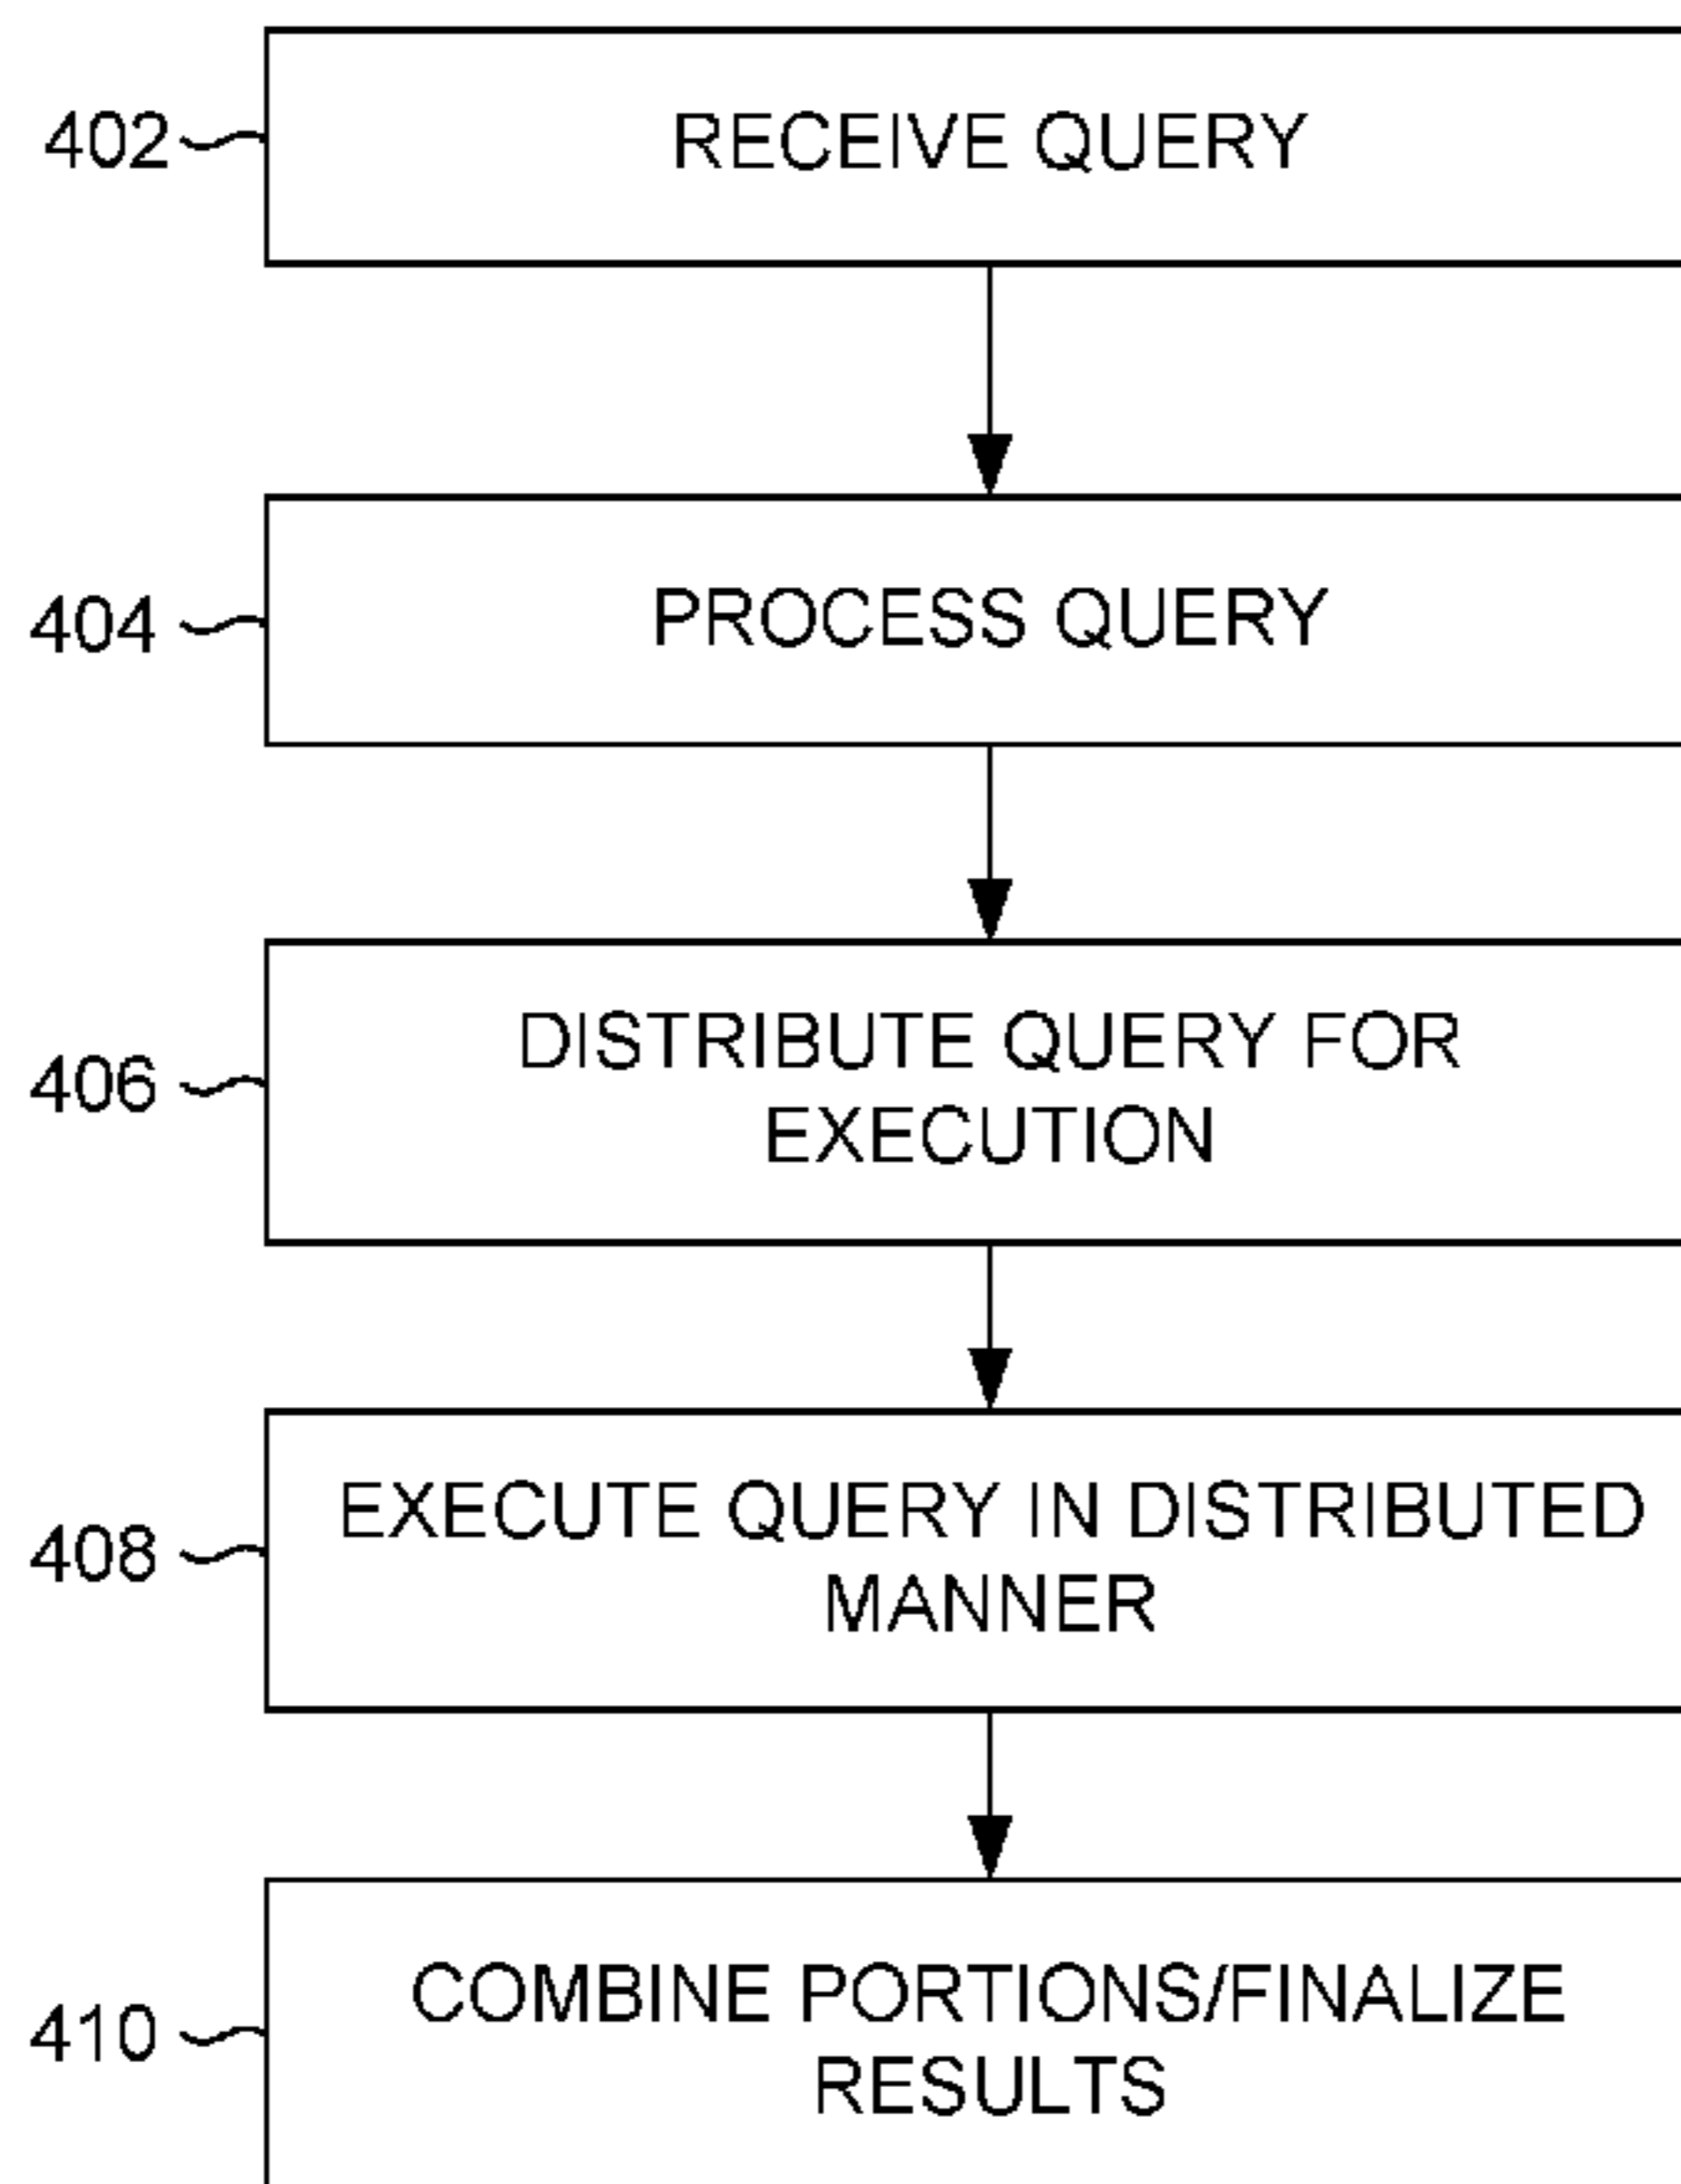 402
RECEIVE QUERY
404
PROCESS QUERY
406
DISTRIBUTE QUERY FOR
EXECUTION
408
EXECUTE QUERY IN DISTRIBUTED
MANNER
410
COMBINE PORTIONS/FINALIZE
RESULTS